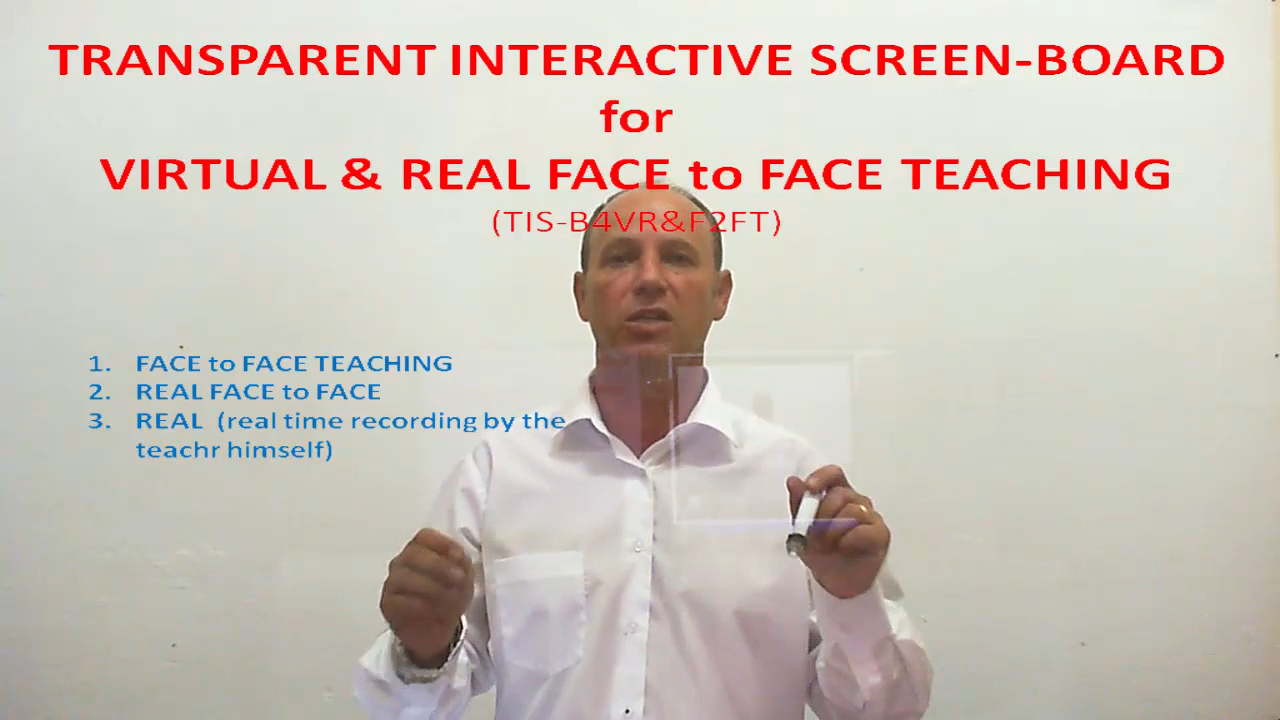 TRANSPARENT INTERACTIVE SCREEN-BOARD
for
VIRTUAL & REAL FACE to FACE TEACHING
(TIS-B4VR&F2FT)
1. FACE to FACE TEACHING
2. REAL FACE to FACE
3. REAL (real time recording by the
teachr himself)